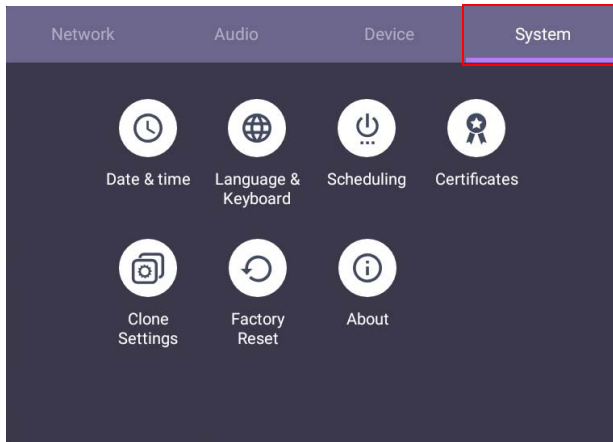 Network Audio Device System
Date & time Language & Scheduling Certificates
Keyboard
Clone Factory About
Settings Reset